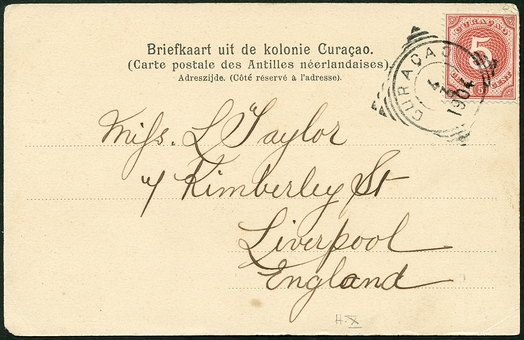 Briefkaart uit de kolonie Curaçao.
(Carte postale des Antilles néerlandaises)
Adreszijde. (Côté réservé à l'adresse).
CURAÇAO
5
CURAÇAO
1904
Miss. L Taylor
7 Kimberley St
Liverpool
England
H.X